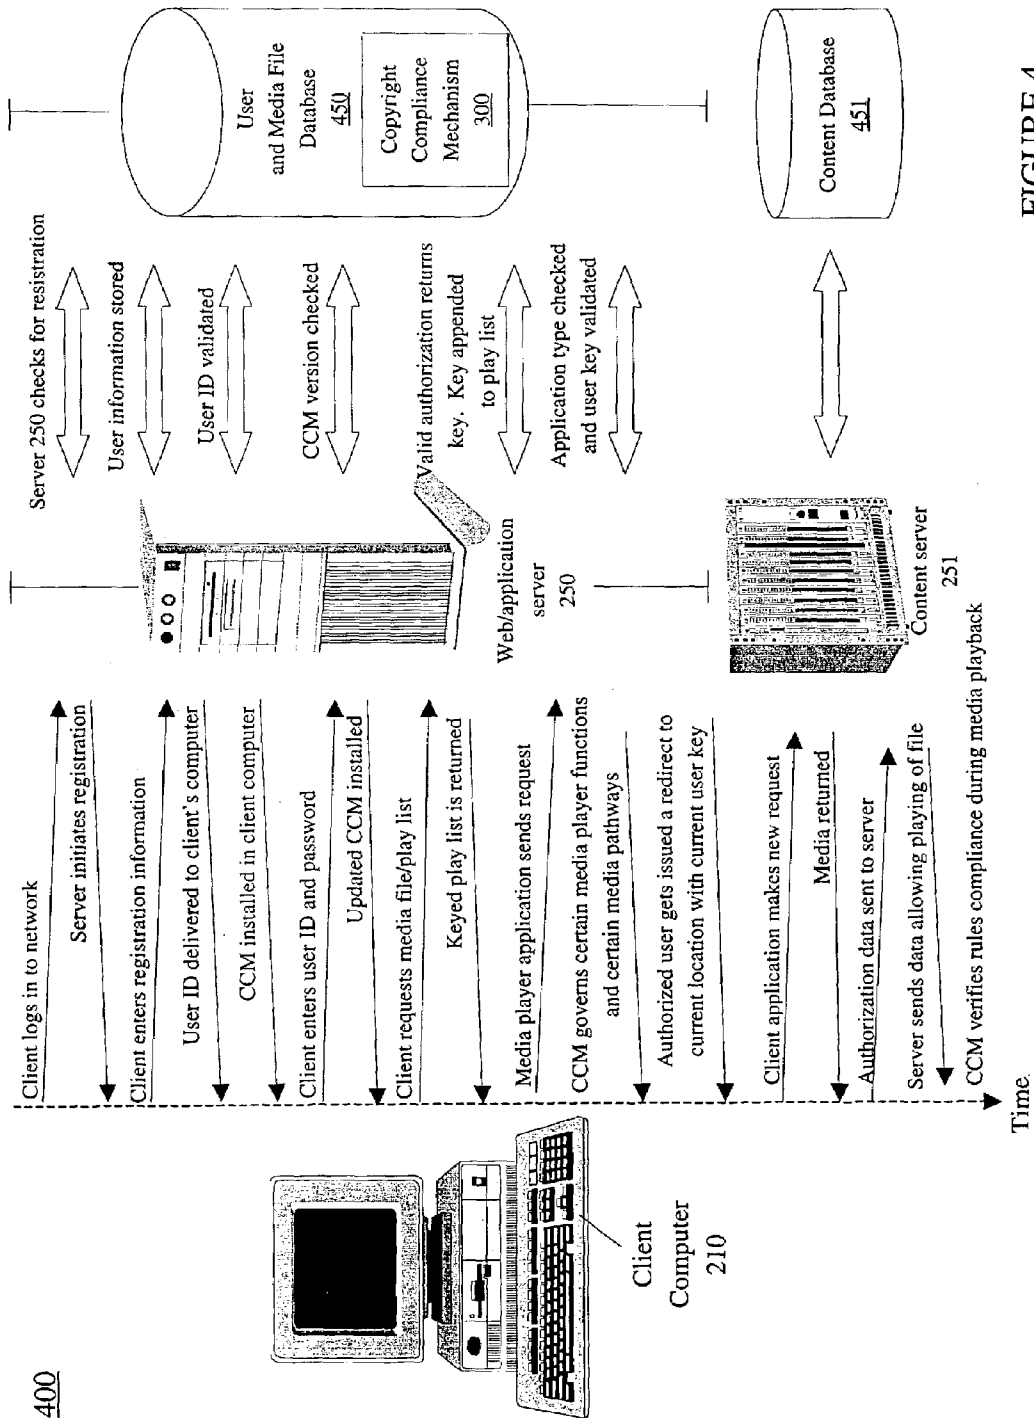 400
Client
Computer
210
Time
Client logs in to network
Server initiates registration
Client enters registration information
User ID delivered to client's computer
CCM installed in client computer
Client enters user ID and password
Updated CCM installed
Client requests media file/play list
Keyed play list is returned
Media player application sends request
CCM governs certain media player functions
and certain media pathways
Authorized user gets issued a redirect to
current location with current user key
Client application makes new request
Media returned
Authorization data sent to server
Server sends data allowing playing of file
CCM verifies rules compliance during media playback
Web/application
server
250
Content server
251
Server 250 checks for resistration
User information stored
User ID validated
CCM version checked
Valid authorization returns
key. Key appended
to play list
Application type checked
and user key validated
User
and Media File
Database
450
Copyright
Compliance
Mechanism
300
Content Database
451
FIGURE 4